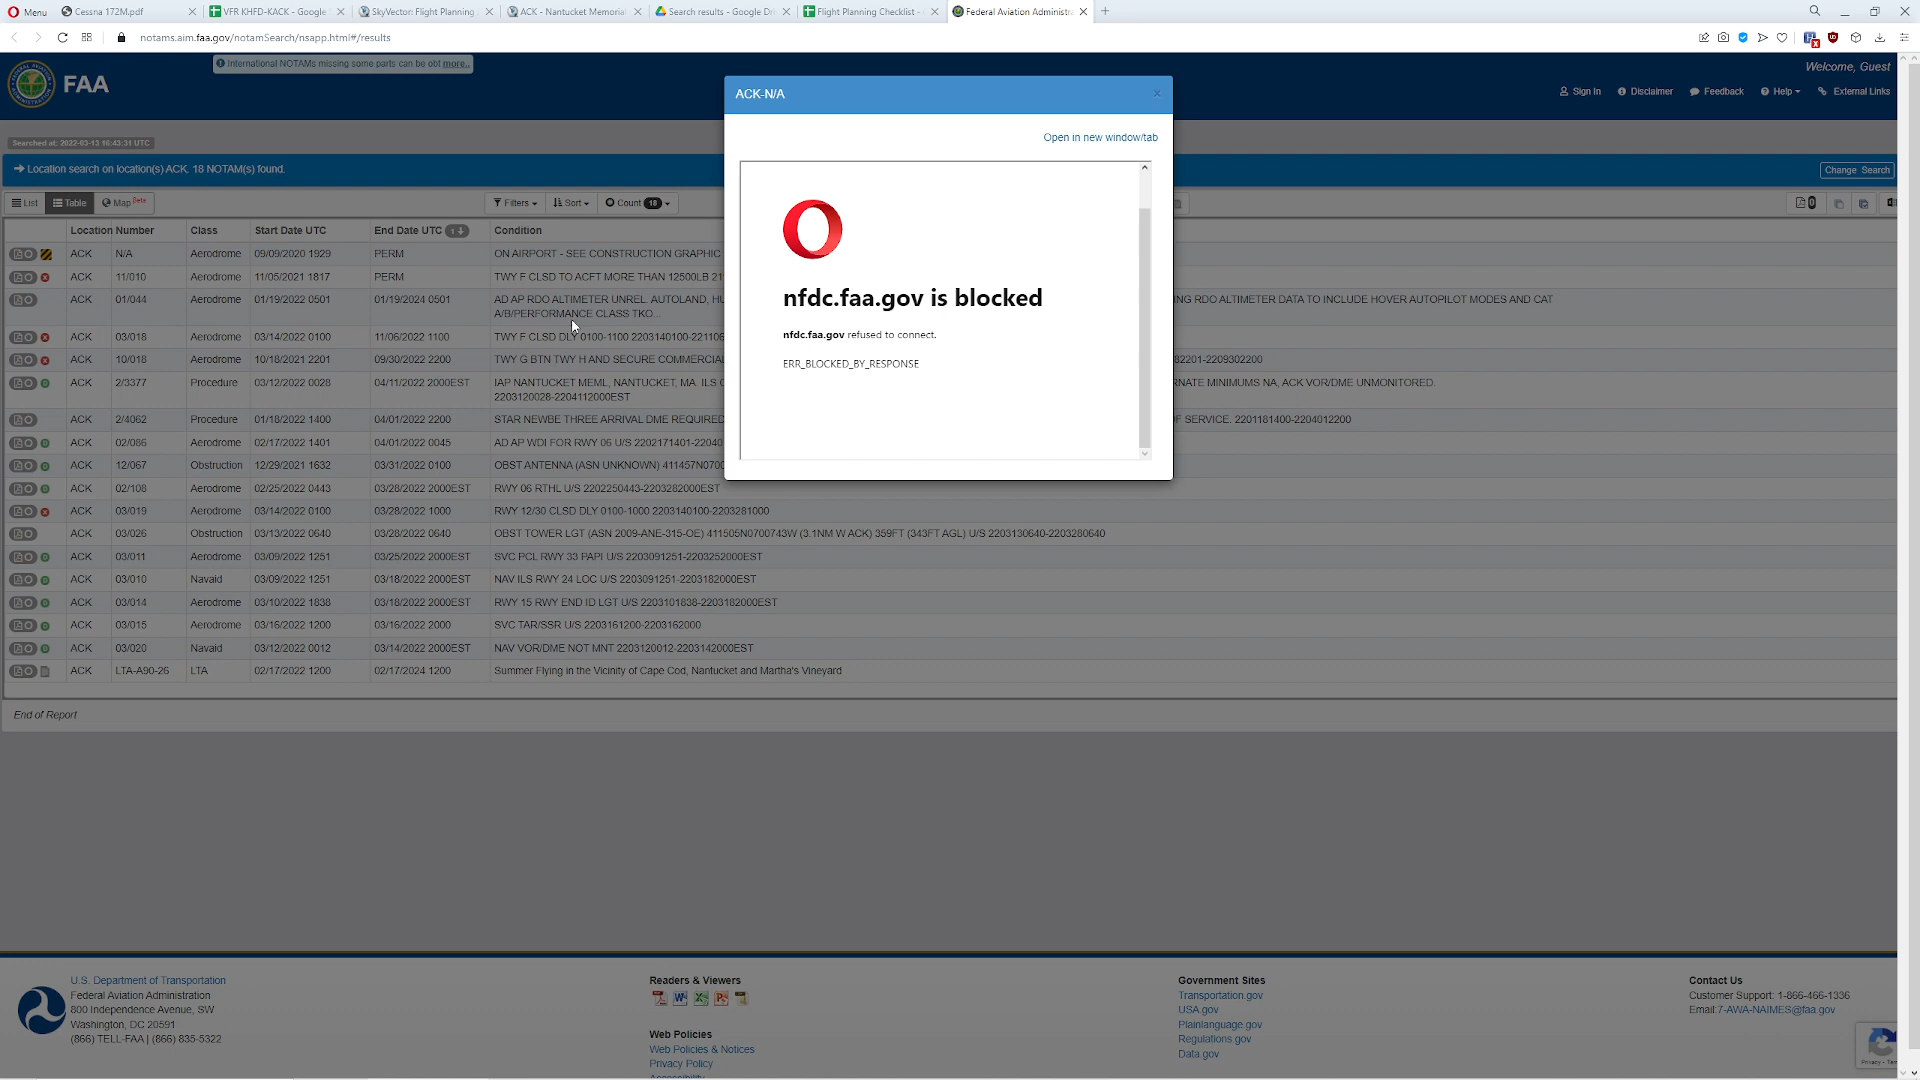 Menu
Cessna 172M.pdf
VFR KHFD-KACK - Google
SkyVector: Flight Planning
ACK - Nantucket Memorial
Search results - Google Dri
Flight Planning Checklist -
Federal Aviation Administra
notams.aim.faa.gov/notamSearch/nsapp.html#/results
International NOTAMs missing some parts can be obt more..
FAA
Welcome, Guest
Sign In
Disclaimer
Feedback
Help
External Links
Searched at: 2022-03-13 16:43:31 UTC
Location search on location(s) ACK. 18 NOTAM(s) found.
Change Search
List
Table
Map Beta
Filters
Sort
Count 18
0
ACK-N/A
Open in new window/tab
nfdc.faa.gov is blocked
nfdc.faa.gov refused to connect.
ERR_BLOCKED_BY_RESPONSE
Location Number Class Start Date UTC End Date UTC 1 Condition
ACK N/A Aerodrome 09/09/2020 1929 PERM ON AIRPORT - SEE CONSTRUCTION GRAPHIC
ACK 11/010 Aerodrome 11/05/2021 1817 PERM TWY F CLSD TO ACFT MORE THAN 12500LB 21
ACK 01/044 Aerodrome 01/19/2022 0501 01/19/2024 0501 AD AP RDO ALTIMETER UNREL. AUTOLAND, HU NG RDO ALTIMETER DATA TO INCLUDE HOVER AUTOPILOT MODES AND CAT
A/B/PERFORMANCE CLASS TKO...
ACK 03/018 Aerodrome 03/14/2022 0100 11/06/2022 1100 TWY F CLSD DLY 0100-1100 2203140100-221106
ACK 10/018 Aerodrome 10/18/2021 2201 09/30/2022 2200 TWY G BTN TWY H AND SECURE COMMERCIAL 82201-2209302200
ACK 2/3377 Procedure 03/12/2022 0028 04/11/2022 2000EST IAP NANTUCKET MEML, NANTUCKET, MA. ILS RNATE MINIMUMS NA, ACK VOR/DME UNMONITORED.
2203120028-2204112000EST
ACK 2/4062 Procedure 01/18/2022 1400 04/01/2022 2200 STAR NEWBE THREE ARRIVAL DME REQUIRED F SERVICE. 2201181400-2204012200
ACK 02/086 Aerodrome 02/17/2022 1401 04/01/2022 0045 AD AP WDI FOR RWY 06 U/S 2202171401-22040
ACK 12/067 Obstruction 12/29/2021 1632 03/31/2022 0100 OBST ANTENNA (ASN UNKNOWN) 411457N0700
ACK 02/108 Aerodrome 02/25/2022 0443 03/28/2022 2000EST RWY 06 RTHL U/S 2202250443-2203282000EST
ACK 03/019 Aerodrome 03/14/2022 0100 03/28/2022 1000 RWY 12/30 CLSD DLY 0100-1000 2203140100-2203281000
ACK 03/026 Obstruction 03/13/2022 0640 03/28/2022 0640 OBST TOWER LGT (ASN 2009-ANE-315-OE) 411505N0700743W (3.1NM W ACK) 359FT (343FT AGL) U/S 2203130640-2203280640
ACK 03/011 Aerodrome 03/09/2022 1251 03/25/2022 2000EST SVC PCL RWY 33 PAPI U/S 2203091251-2203252000EST
ACK 03/010 Navaid 03/09/2022 1251 03/18/2022 2000EST NAV ILS RWY 24 LOC U/S 2203091251-2203182000EST
ACK 03/014 Aerodrome 03/10/2022 1838 03/18/2022 2000EST RWY 15 RWY END ID LGT U/S 2203101838-2203182000EST
ACK 03/015 Aerodrome 03/16/2022 1200 03/16/2022 2000 SVC TAR/SSR U/S 2203161200-2203162000
ACK 03/020 Navaid 03/12/2022 0012 03/14/2022 2000EST NAV VOR/DME NOT MNT 2203120012-2203142000EST
ACK LTA-A90-26 LTA 02/17/2022 1200 02/17/2024 1200 Summer Flying in the Vicinity of Cape Cod, Nantucket and Martha's Vineyard
End of Report
U.S. Department of Transportation
Federal Aviation Administration
800 Independence Avenue, SW
Washington, DC 20591
(866) TELL-FAA | (866) 835-5322
Readers & Viewers
Web Policies
Web Policies & Notices
Privacy Policy
Accessibility
Government Sites
Transportation.gov
USA.gov
Plainlanguage.gov
Regulations.gov
Data.gov
Contact Us
Customer Support: 1-866-466-1336
Email:7-AWA-NAIMES@faa.gov
Privacy - Ter